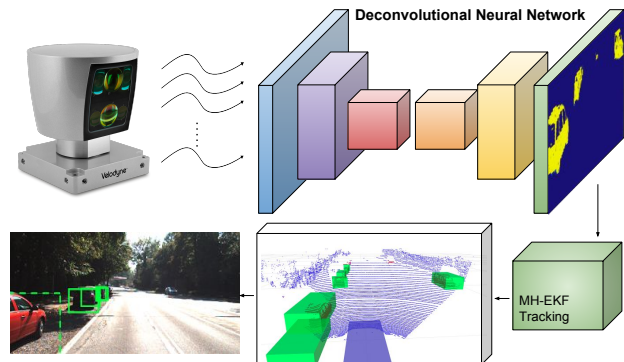 Deconvolutional Neural Network
Velodyne
MH-EKF
Tracking